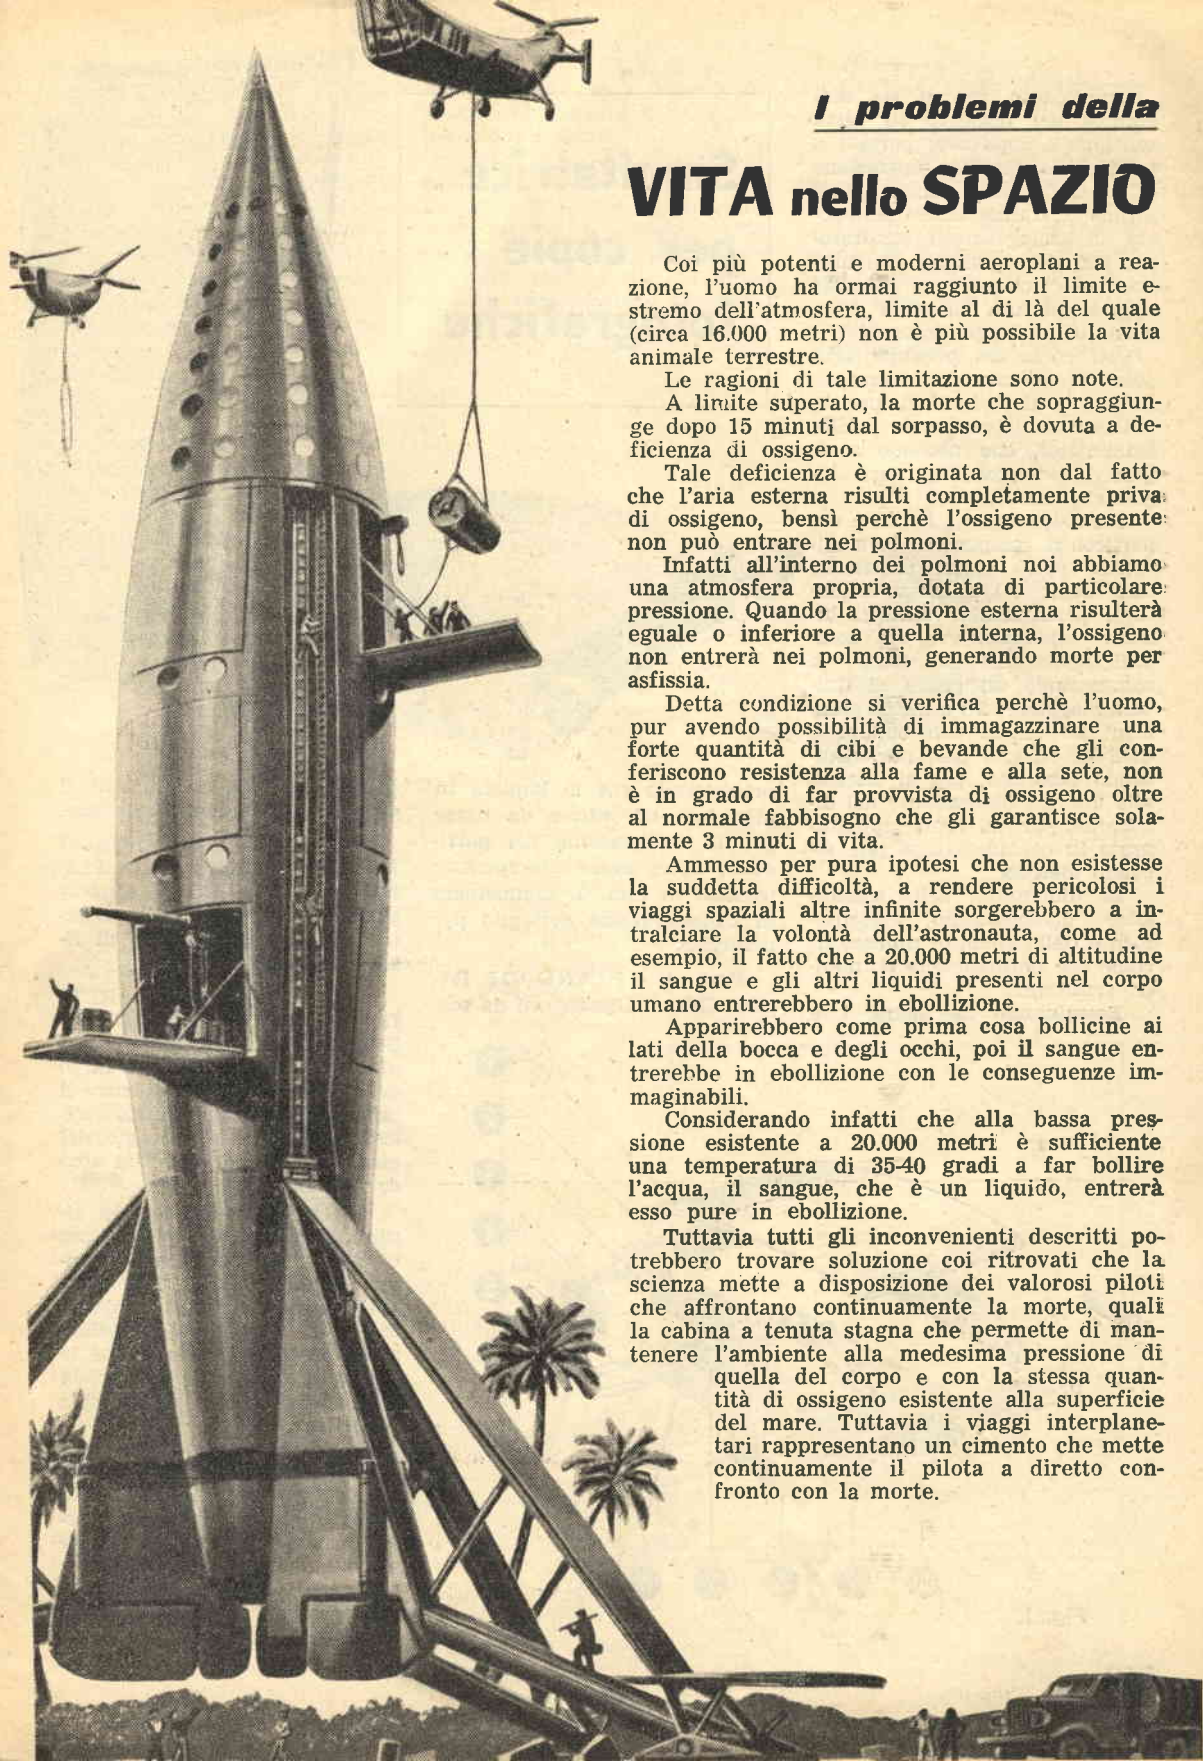 I problemi della
VITA nello SPAZIO
Coi più potenti e moderni aeroplani a rea-
zione, l'uomo ha ormai raggiunto il limite e-
stremo dell'atmosfera, limite al di là del quale
(circa 16.000 metri) non è più possibile la vita
animale terrestre.
Le ragioni di tale limitazione sono note.
A limite superato, la morte che sopraggiun-
ge dopo 15 minuti dal sorpasso, è dovuta a de-
ficienza di ossigeno.
Tale deficienza è originata non dal fatto
che l'aria esterna risulti completamente priva
di ossigeno, bensì perchè l'ossigeno presente
non può entrare nei polmoni.
Infatti all'interno dei polmoni noi abbiamo
una atmosfera propria, dotata di particolare
pressione. Quando la pressione esterna risulterà
eguale o inferiore a quella interna, l'ossigeno
non entrerà nei polmoni, generando morte per
asfissia.
Detta condizione si verifica perchè l'uomo,
pur avendo possibilità di immagazzinare una
forte quantità di cibi e bevande che gli con-
feriscono resistenza alla fame e alla sete, non
è in grado di far provvista di ossigeno oltre
al normale fabbisogno che gli garantisce sola-
mente 3 minuti di vita.
Ammesso per pura ipotesi che non esistesse
la suddetta difficoltà, a rendere pericolosi i
viaggi spaziali altre infinite sorgerebbero a in-
tralciare la volontà dell'astronauta, come ad
esempio, il fatto che a 20.000 metri di altitudine
il sangue e gli altri liquidi presenti nel corpo
umano entrerebbero in ebollizione.
Apparirebbero come prima cosa bollicine ai
lati della bocca e degli occhi, poi il sangue en-
trerebbe in ebollizione con le conseguenze im-
maginabili.
Considerando infatti che alla bassa pres-
sione esistente a 20.000 metri è sufficiente
una temperatura di 35-40 gradi a far bollire
l'acqua, il sangue, che è un liquido, entrerà
esso pure in ebollizione.
Tuttavia tutti gli inconvenienti descritti po-
trebbero trovare soluzione coi ritrovati che la
scienza mette a disposizione dei valorosi piloti
che affrontano continuamente la morte, quali
la cabina a tenuta stagna che permette di man-
tenere l'ambiente alla medesima pressione di
quella del corpo e con la stessa quan-
tità di ossigeno esistente alla superficie
del mare. Tuttavia i viaggi interplane-
tari rappresentano un cimento che mette
continuamente il pilota a diretto con-
fronto con la morte.